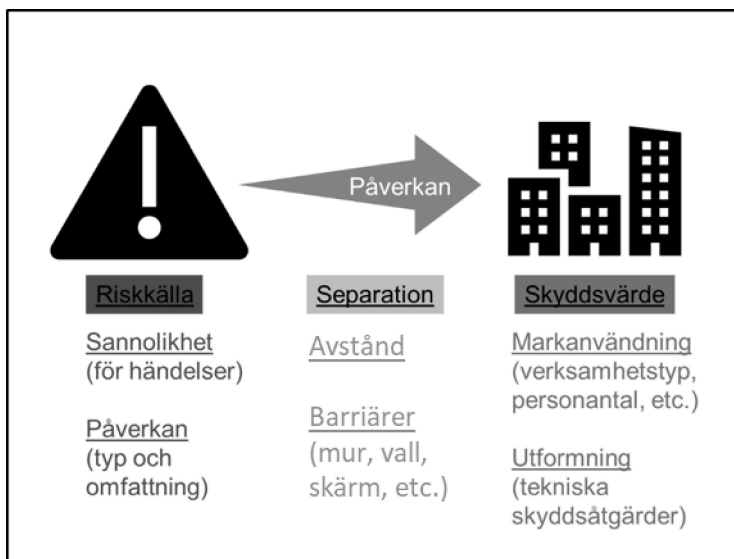 Påverkan
Riskkälla
Sannolikhet
(för händelser)
Påverkan
(typ och
omfattning)
Separation
Avstånd
Barriärer
(mur, vall,
skärm, etc.)
Skyddsvärde
Markanvändning
(verksamhetstyp,
personantal, etc.)
Utformning
(tekniska
skyddsåtgärder)